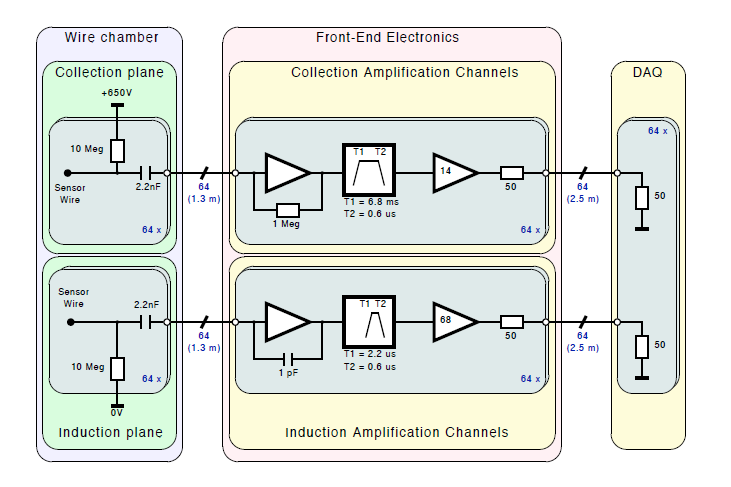 Wire chamber
Front-End Electronics
Collection plane
Collection Amplification Channels
DAQ
+650V
64 x
10 Meg
T1 T2
14
2.2nF
64
(1.3 m)
50
64
(2.5 m)
50
Sensor
Wire
T1 = 6.8 ms
T2 = 0.6 us
1 Meg
64 x
64 x
Sensor
Wire
2.2nF
T1 T2
68
64
(1.3 m)
50
64
(2.5 m)
50
10 Meg
T1 = 2.2 us
T2 = 0.6 us
1 pF
64 x
64 x
0V
Induction plane
Induction Amplification Channels